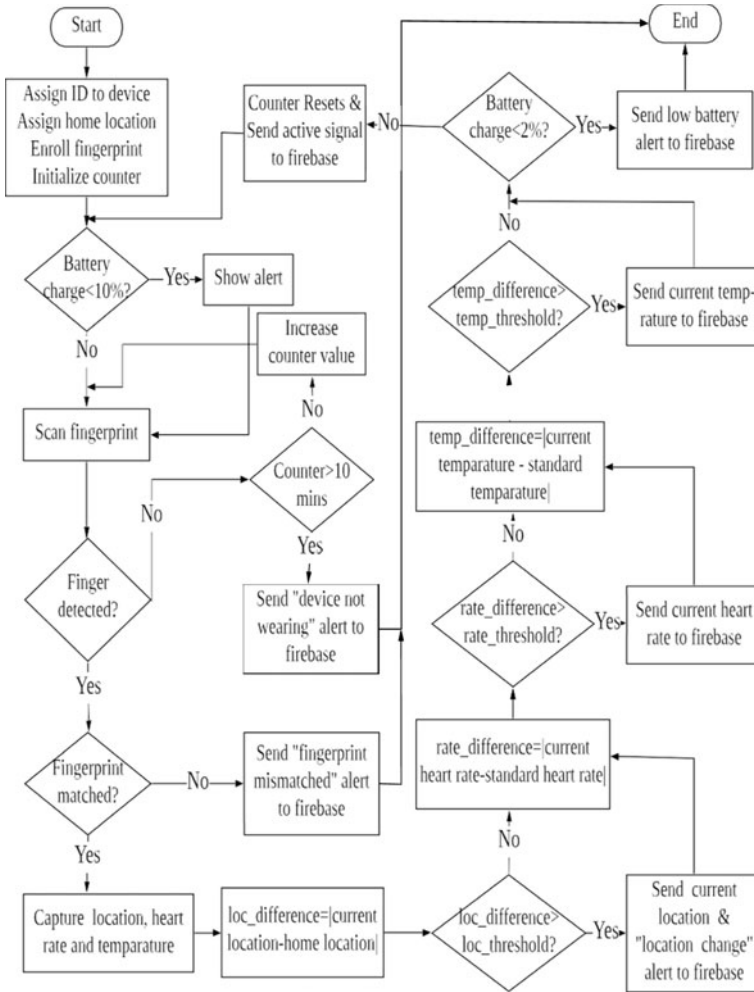 Start
Assign ID to device
Assign home location
Enroll fingerprint
Initialize counter
Battery
charge<10%?
Yes
Show alert
No
Scan fingerprint
Finger
detected?
No
Counter>10
mins
No
Increase
counter value
Yes
Send "device not
wearing" alert to
firebase
Yes
Fingerprint
matched?
No
Send "fingerprint
mismatched" alert
to firebase
Yes
Capture location, heart
rate and temparature
loc_difference=|current
location-home location|
loc_difference>
loc_threshold?
Yes
Send current
location &
"location change"
alert to firebase
No
rate_difference=|current
heart rate-standard heart rate|
rate_difference>
rate_threshold?
Yes
Send current heart
rate to firebase
No
temp_difference=|current
temparature - standard
temparature|
temp_difference>
temp_threshold?
Yes
Send current temp-
rature to firebase
No
Battery
charge<2%?
Yes
Send low battery
alert to firebase
No
Counter Resets &
Send active signal
to firebase
End